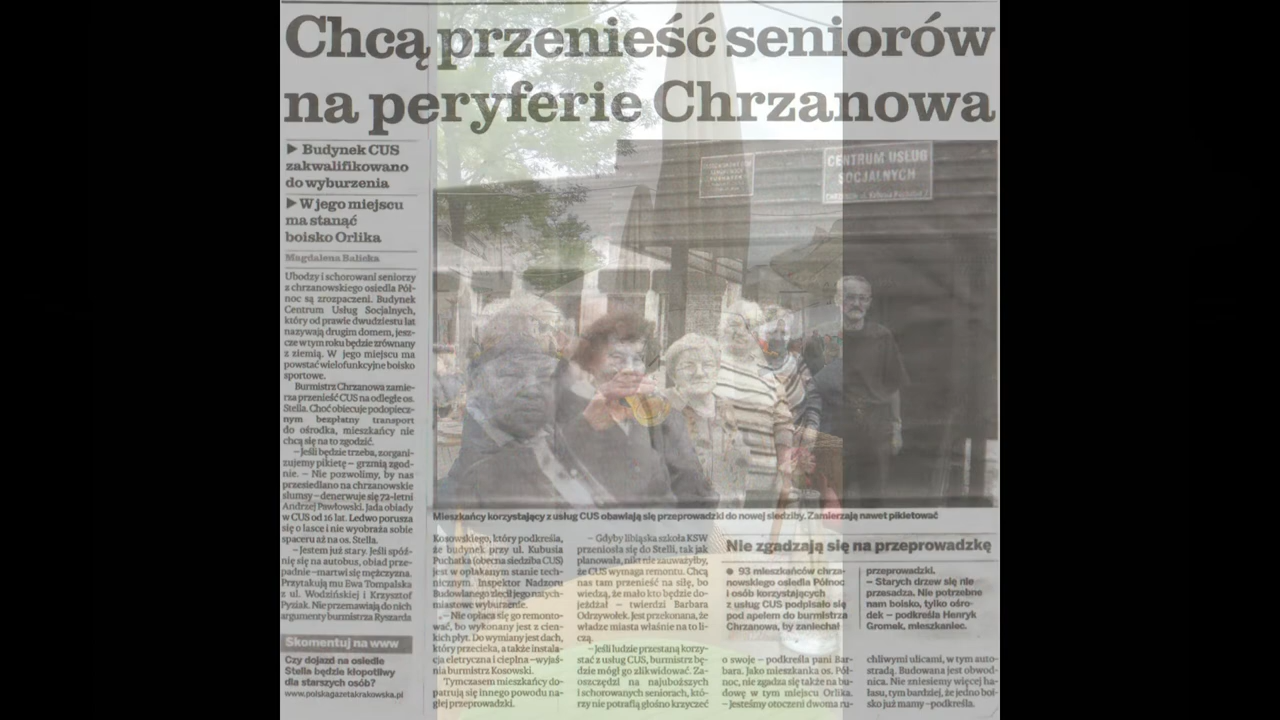 Chcą przenieść seniorów
na peryferie Chrzanowa
▶ Budynek CUS
zakwalifikowano
do wyburzenia
▶ W jego miejscu
ma stanąć
boisko Orlika
Magdalena Balicka
Ubodzy i schorowani seniorzy
z chrzanowskiego osiedla Pół-
noc są zrozpaczeni. Budynek
Centrum Usług Socjalnych,
który od prawie dwudziestu lat
nazywają drugim domem, jesz-
cze w tym roku będzie zrównany
z ziemią. W jego miejscu ma
powstać wielofunkcyjne boisko
sportowe.
Burmistrz Chrzanowa zamie-
rza przenieść CUS na odległe os.
Stella. Choć obiecuje podopiecz-
nym bezpłatny transport
do ośrodka, mieszkańcy nie
chcą się na to zgodzić.
– Jeśli będzie trzeba, zorgani-
zujemy pikietę – grzmią zgod-
nie. – Nie pozwolimy, by nas
przesiedlano na chrzanowskie
slumsy – denerwuje się 72-letni
Andrzej Pawłowski. Jada obiady
w CUS od 16 lat. Ledwo porusza
się o lasce i nie wyobraża sobie
spaceru aż na os. Stella.
– Jestem już stary. Jeśli spóź-
nię się na autobus, obiad prze-
padnie – martwi się mężczyzna.
Przytakują mu Ewa Tompalska
z ul. Wodzińskiej i Krzysztof
Pyziak. Nie przemawiają do nich
argumenty burmistrza Ryszarda
Skomentuj na www
Czy dojazd na osiedle
Stella będzie kłopotliwy
dla starszych osób?
www.polskagazetakrakowska.pl
CENTRUM USŁUG
SOCJALNYCH
Mieszkańcy korzystający z usług CUS obawiają się przeprowadzki do nowej siedziby. Zamierzają nawet pikietować
Kosowskiego, który podkreśla,
że budynek przy ul. Kubusia
Puchatka (obecna siedziba CUS)
jest w opłakanym stanie tech-
nicznym. Inspektor Nadzoru
Budowlanego zlecił jego natych-
miastowe wyburzenie.
– Nie opłaca się go remonto-
wać, bo wykonany jest z cien-
kich płyt. Do wymiany jest dach,
który przecieka, a także instala-
cja eletryczna i cieplna – wyjaś-
nia burmistrz Kosowski.
Tymczasem mieszkańcy do-
patrują się innego powodu na-
głej przeprowadzki.
– Gdyby libiąska szkoła KSW
przeniosła się do Stelli, tak jak
planowała, nikt nie zauważyłby,
że CUS wymaga remontu. Chcą
nas tam przenieść na siłę, bo
wiedzą, że mało kto będzie do-
jeżdżał – twierdzi Barbara
Odrzywołek. Jest przekonana, że
władze miasta właśnie na to li-
czą.
– Jeśli ludzie przestaną korzy-
stać z usług CUS, burmistrz bę-
dzie mógł go zlikwidować. Za-
oszczędzi na najuboższych
i schorowanych seniorach, któ-
rzy nie potrafią głośno krzyczeć
Nie zgadzają się na przeprowadzkę
● 93 mieszkańców chrza-
nowskiego osiedla Północ
i osób korzystających
z usług CUS podpisało się
pod apelem do burmistrza
Chrzanowa, by zaniechał
przeprowadzki.
– Starych drzew się nie
przesadza. Nie potrzebne
nam boisko, tylko ośro-
dek – podkreśla Henryk
Gromek, mieszkaniec.
o swoje – podkreśla pani Bar-
bara. Jako mieszkanka os. Pół-
noc, nie zgadza się także na bu-
dowę w tym miejscu Orlika.
– Jesteśmy otoczeni dwoma ru-
chliwymi ulicami, w tym auto-
stradą. Budowana jest obwod-
nica. Nie zniesiemy więcej ha-
łasu, tym bardziej, że jedno boi-
sko już mamy – podkreśla.